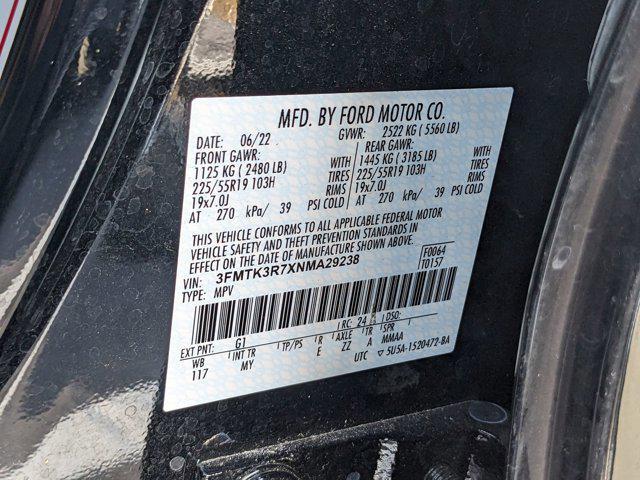 MFD. BY FORD MOTOR CO.
DATE: 06/22 GVWR: 2522 KG ( 5560 LB)
FRONT GAWR: REAR GAWR:
1125 KG ( 2480 LB) WITH 1445 KG ( 3185 LB) WITH
225/55R19 103H TIRES 225/55R19 103H TIRES
19x7.0J RIMS 19x7.0J RIMS
AT 270 kPa/ 39 PSI COLD AT 270 kPa/ 39 PSI COLD
THIS VEHICLE CONFORMS TO ALL APPLICABLE FEDERAL MOTOR
VEHICLE SAFETY AND THEFT PREVENTION STANDARDS IN
EFFECT ON THE DATE OF MANUFACTURE SHOWN ABOVE.
VIN: 3FMTK3R7XNMA29238 F0064
TYPE: MPV T0157
EXT PNT: G1 RC: 24 DSO:
WB INT TR TP/PS R AXLE TR SPR
117 MY E ZZ A MMAA
UTC 5U5A-1520472-BA